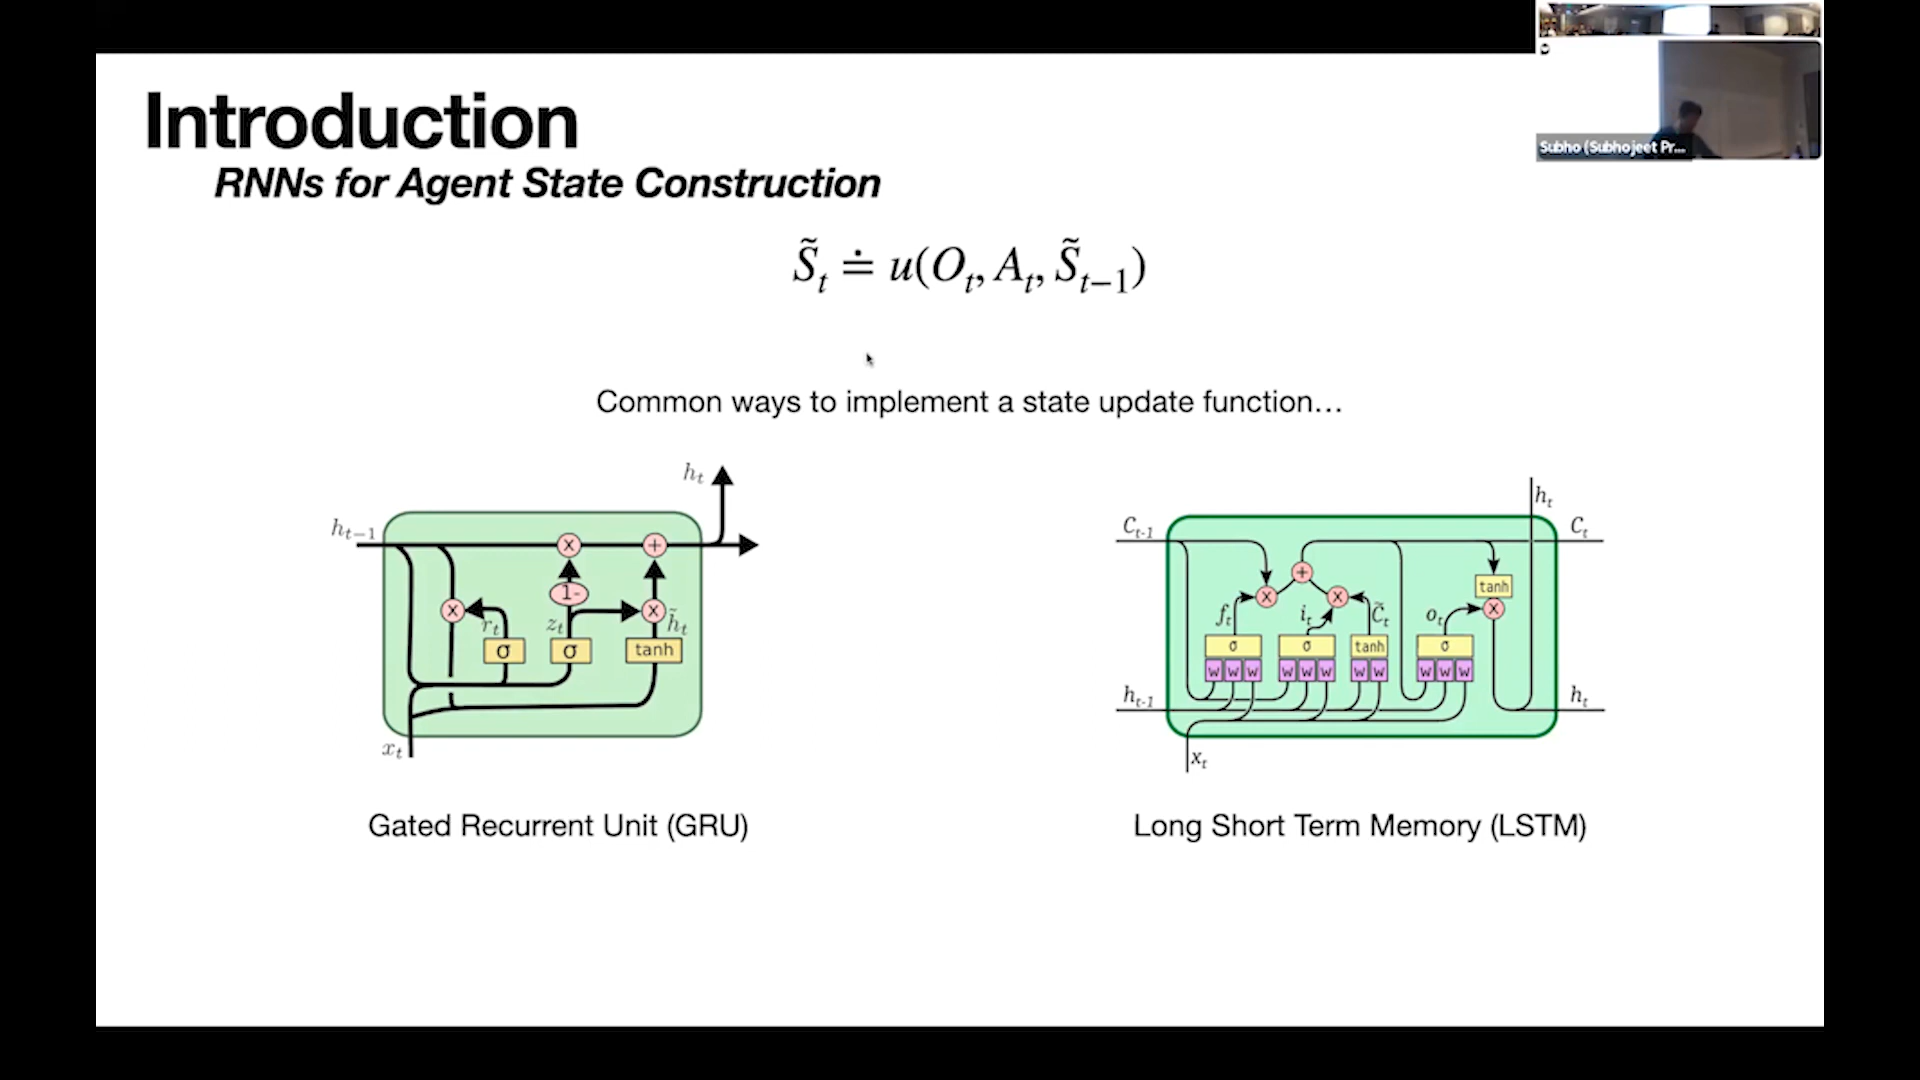 Introduction
RNNs for Agent State Construction
S̃ₜ ≐ u(Oₜ, Aₜ, S̃ₜ₋₁)
Common ways to implement a state update function…
hₜ
hₜ₋₁
x
+
1-
x
rₜ
zₜ
x
h̃ₜ
σ
σ
tanh
xₜ
Gated Recurrent Unit (GRU)
hₜ
Cₜ₋₁
Cₜ
+
tanh
x
x
x
fₜ
iₜ
C̃ₜ
oₜ
σ
σ
tanh
σ
w w w
w w w
w w
w w w
hₜ₋₁
hₜ
xₜ
Long Short Term Memory (LSTM)
Subho (Subhojeet Pr...